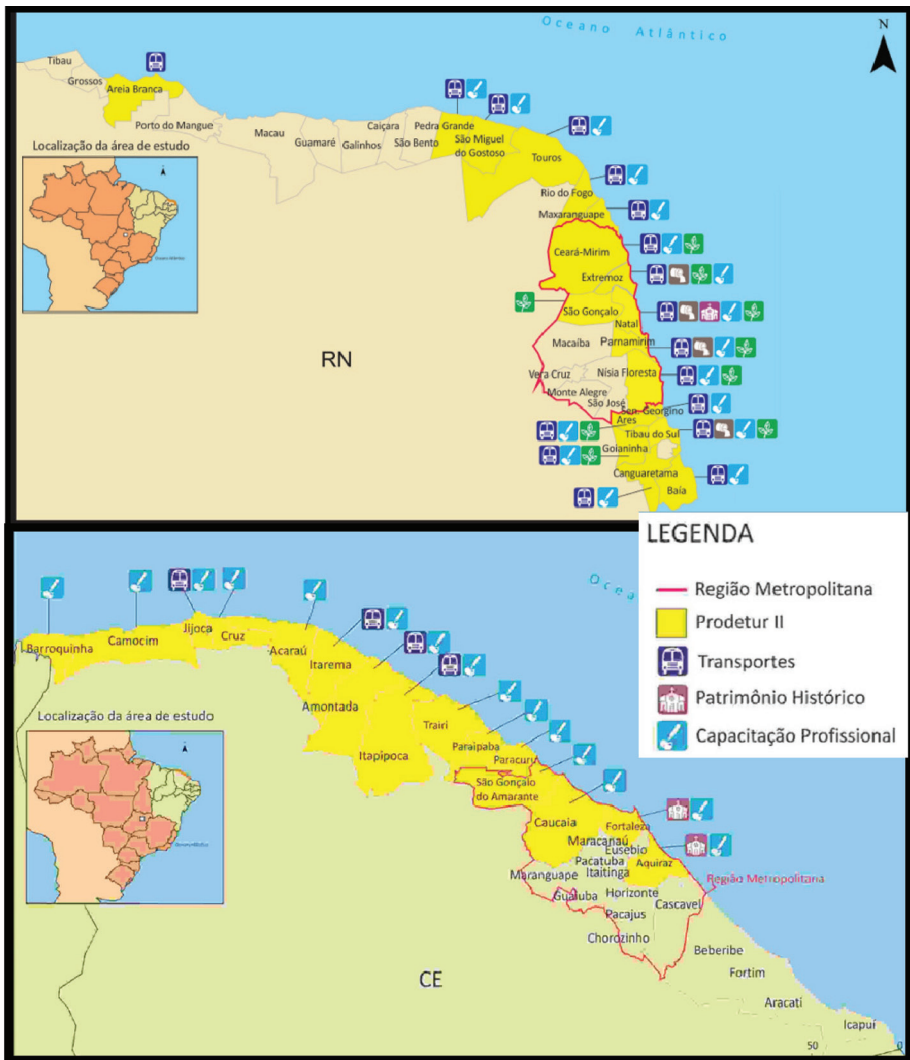 Oceano Atlântico
N
Tibau
Grossos
Areia Branca
Porto do Mangue
Macau
Guamaré
Galinhos
Caiçara
São Bento
Pedra Grande
São Miguel
do Gostoso
Touros
Rio do Fogo
Maxaranguape
Localização da área de estudo
Ceará-Mirim
Extremoz
São Gonçalo
Natal
Parnamirim
Macaíba
RN
Vera Cruz
Nísia Floresta
Monte Alegre
São José
Sen. Georgino
Ares
Tibau do Sul
Goianinha
Canguaretama
Baía
LEGENDA
Região Metropolitana
Prodetur II
Transportes
Patrimônio Histórico
Capacitação Profissional
Ocea
Barroquinha
Camocim
Jijoca
Cruz
Acaraú
Itarema
Amontada
Itapipoca
Trairi
Paraipaba
Paracuru
Localização da área de estudo
São Gonçalo
do Amarante
Caucaia
Fortaleza
Maracanaú
Eusebio
Pacatuba
Itaitinga
Aquiraz
Maranguape
Guaiuba
Horizonte
Região Metropolitana
Cascavel
Pacajus
Chorozinho
Beberibe
CE
Fortim
Aracati
Icapuí
50
0